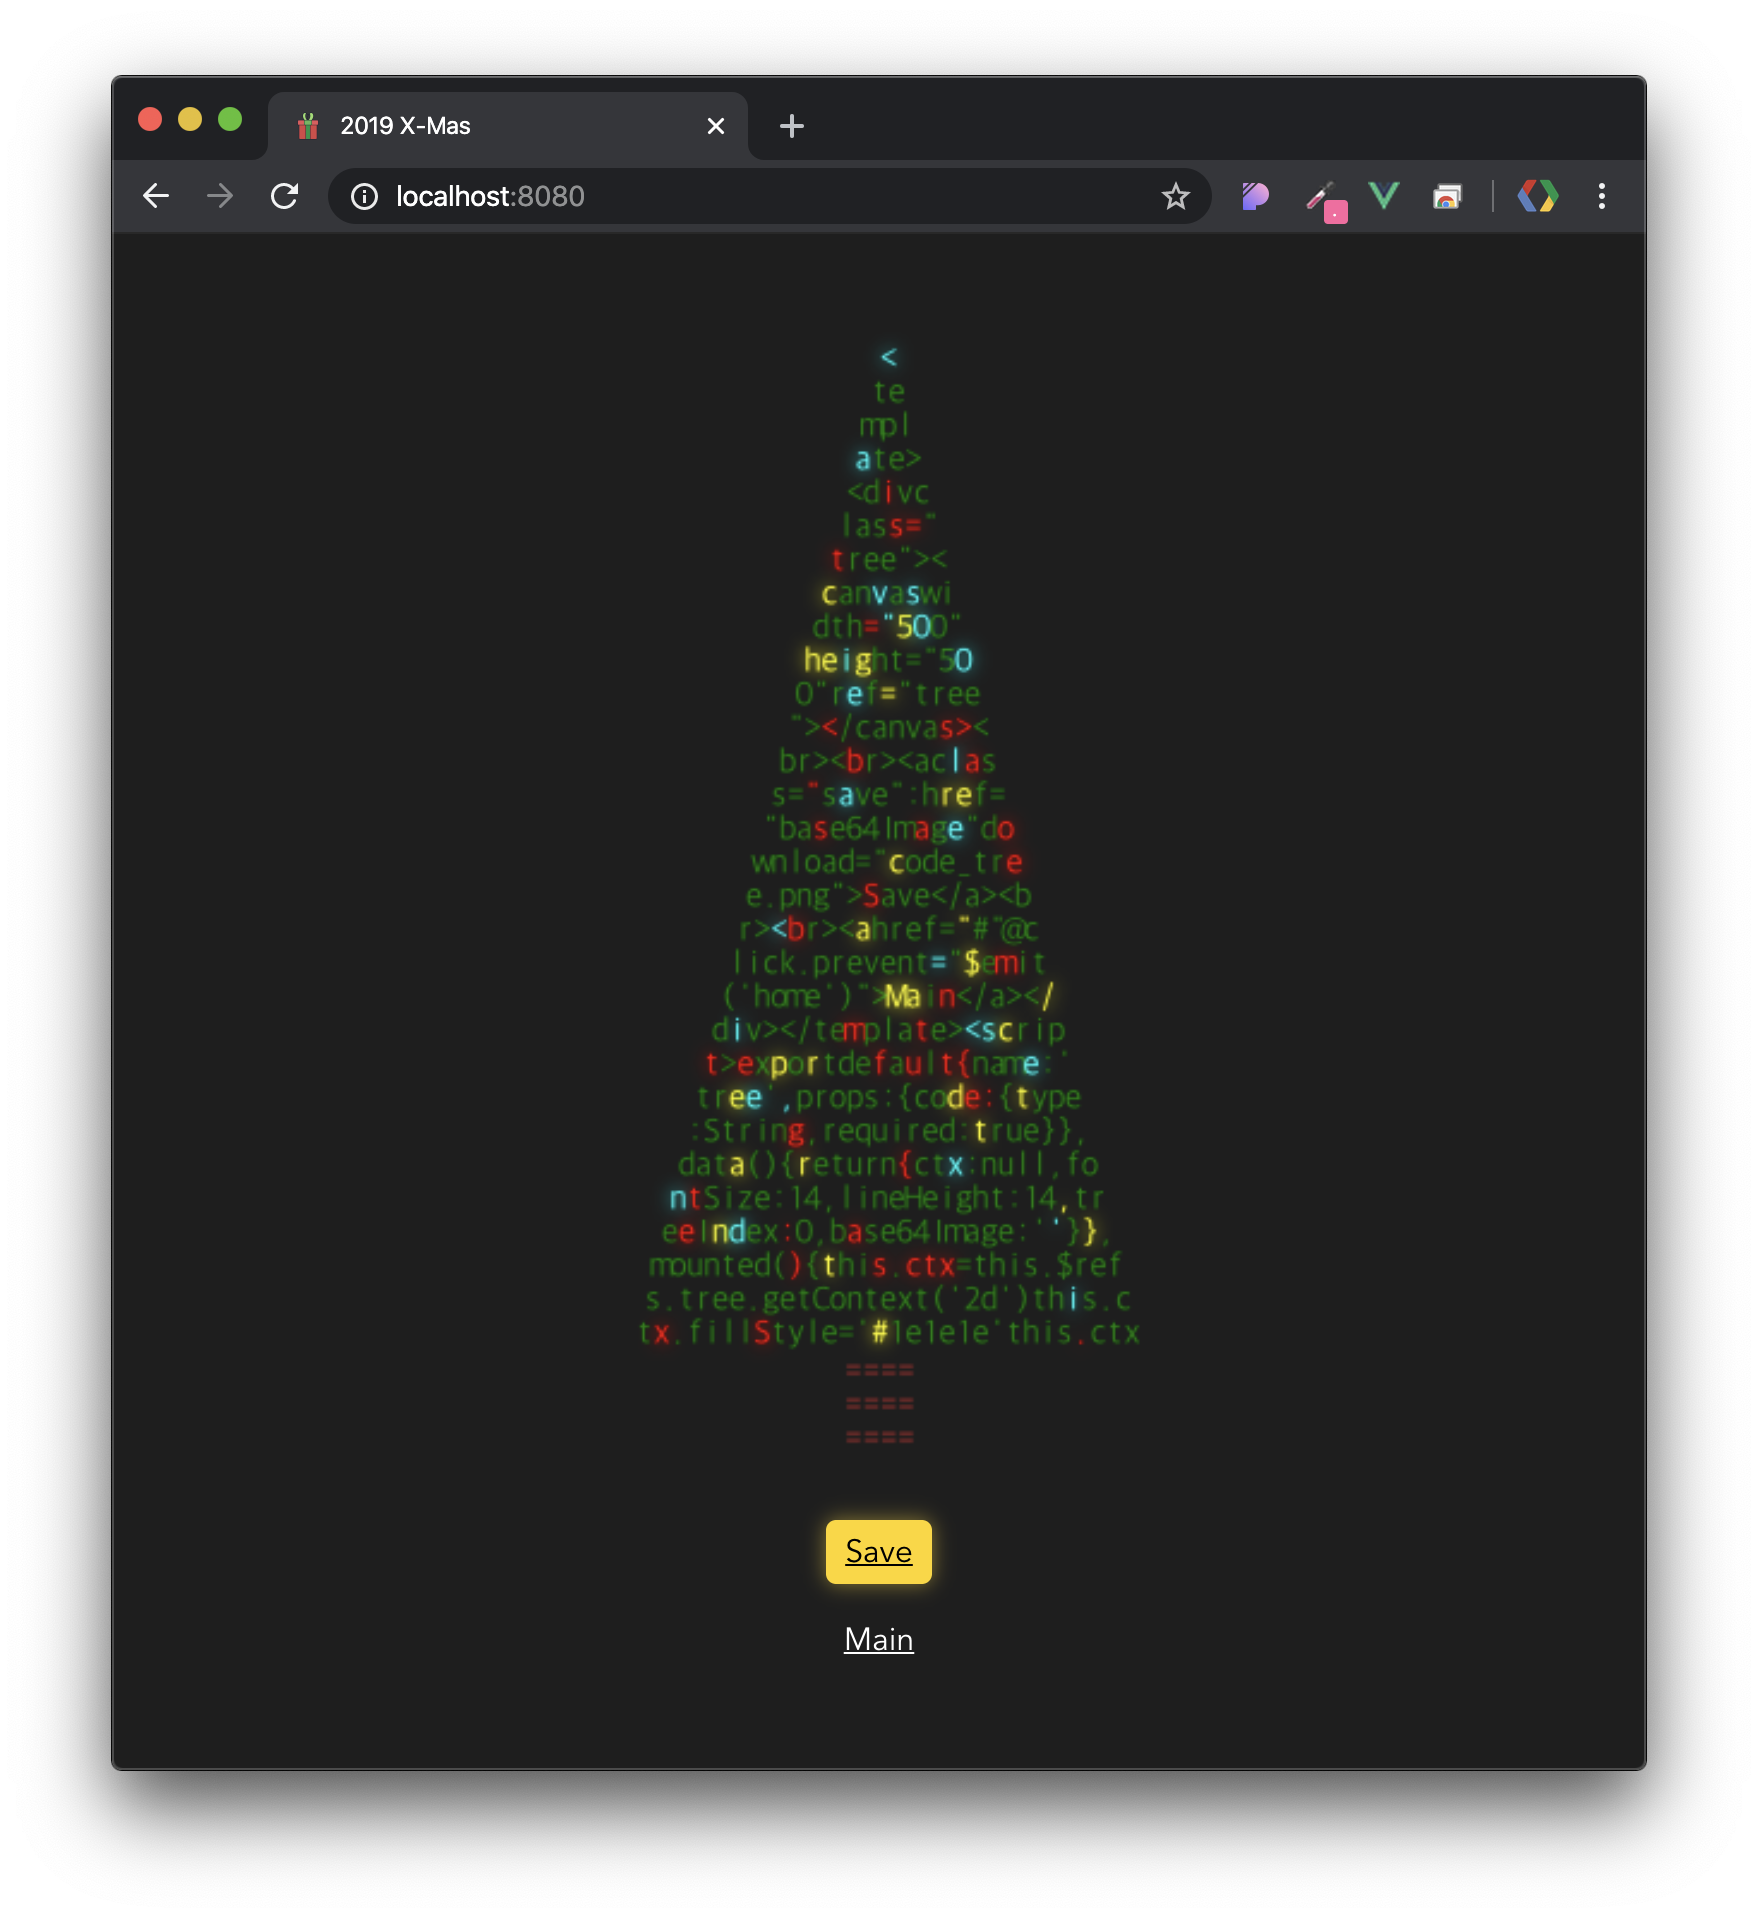 2019 X-Mas
localhost:8080
<
te
mpl
ate>
<divc
lass="
tree"><
canvaswi
dth="500"
height="50
0"ref="tree
"></canvas><
br><br><aclas
s="save":href=
"base64Image"do
wnload="code_tre
e.png">Save</a><b
r><br><ahref="#"@c
lick.prevent="$emit
('home')">Main</a></
div></template><scrip
t>exportdefault{name:'
tree',props:{code:{type
:String,required:true}},
data(){return{ctx:null,fo
ntSize:14,lineHeight:14,tr
eeIndex:0,base64Image:''}},
mounted(){this.ctx=this.$ref
s.tree.getContext('2d')this.c
tx.fillStyle='#1e1e1e'this.ctx
====
====
====
Save
Main